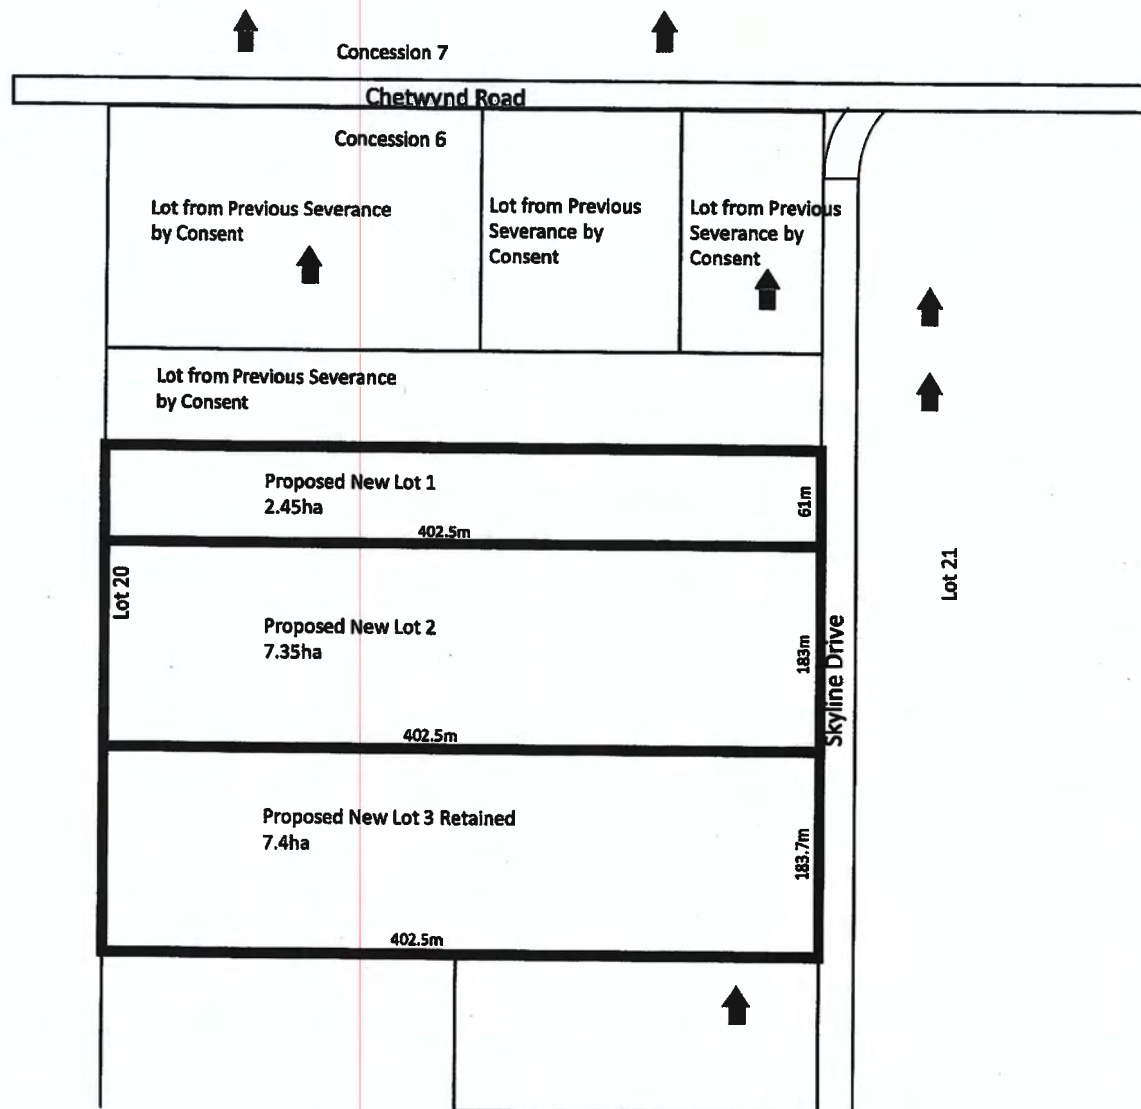 Concession 7
Chetwynd Road
Concession 6
Lot from Previous Severance
by Consent
Lot from Previous
Severance by
Consent
Lot from Previous
Severance by
Consent
Lot from Previous Severance
by Consent
Proposed New Lot 1
2.45ha
61m
402.5m
Lot 20
Lot 21
Proposed New Lot 2
7.35ha
183m
Skyline Drive
402.5m
Proposed New Lot 3 Retained
7.4ha
183.7m
402.5m